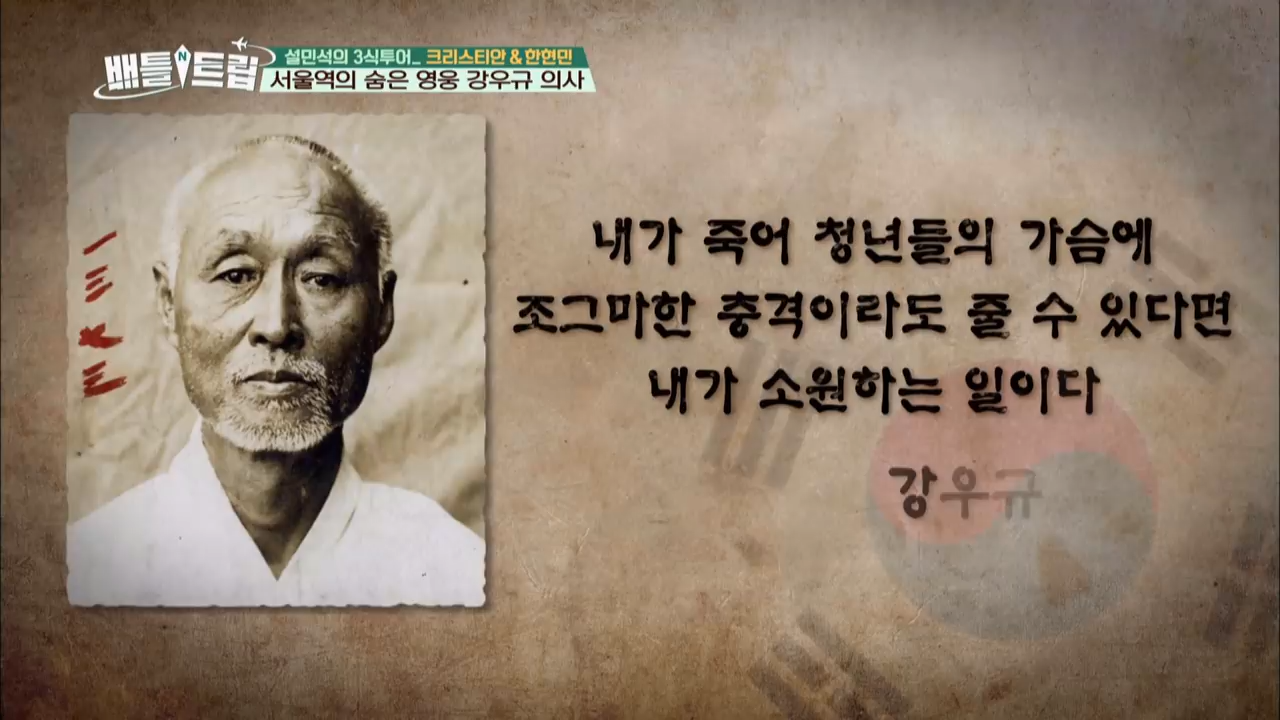 배틀트립
N
설민석의 3식투어_ 크리스티안 & 한현민
서울역의 숨은 영웅 강우규 의사
내가 죽어 청년들의 가슴에
조그마한 충격이라도 줄 수 있다면
내가 소원하는 일이다
강우규